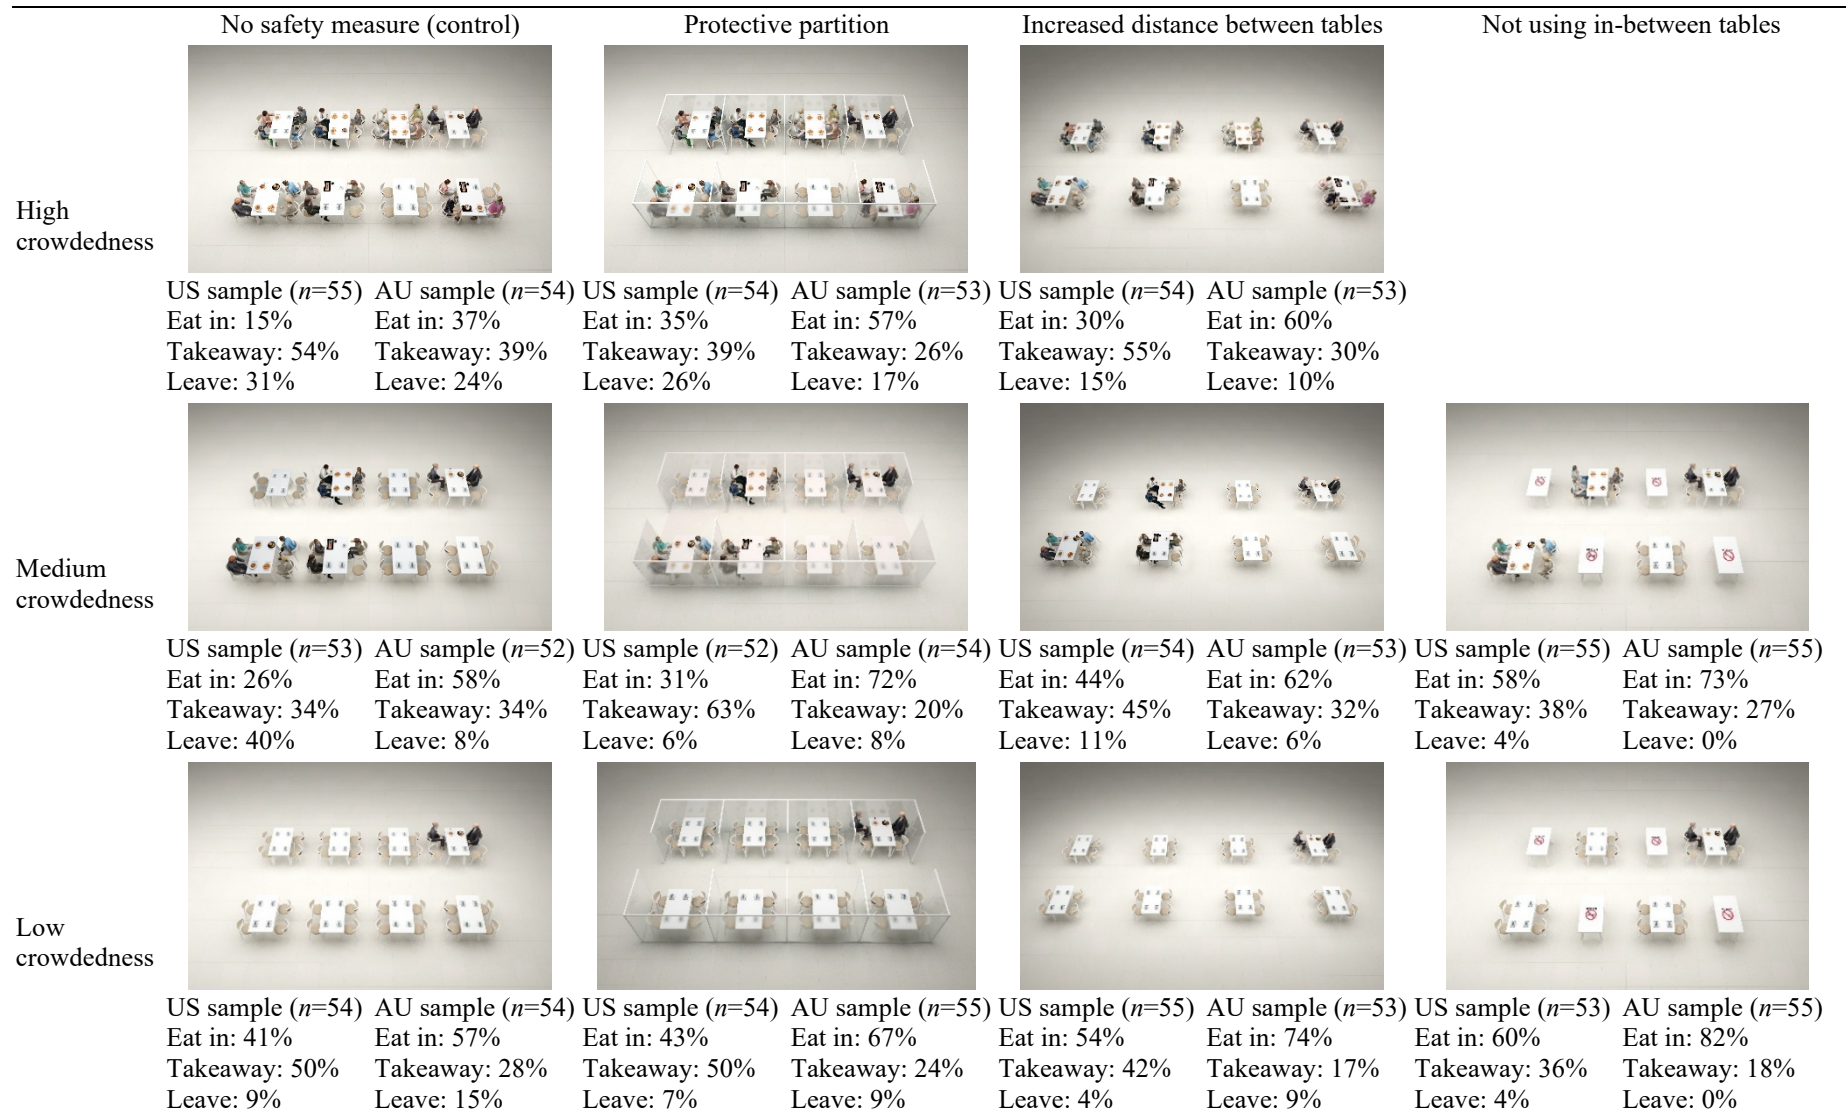 No safety measure (control) Protective partition Increased distance between tables Not using in-between tables
High
crowdedness
US sample (n=55) AU sample (n=54) US sample (n=54) AU sample (n=53) US sample (n=54) AU sample (n=53)
Eat in: 15% Eat in: 37% Eat in: 35% Eat in: 57% Eat in: 30% Eat in: 60%
Takeaway: 54% Takeaway: 39% Takeaway: 39% Takeaway: 26% Takeaway: 55% Takeaway: 30%
Leave: 31% Leave: 24% Leave: 26% Leave: 17% Leave: 15% Leave: 10%
Medium
crowdedness
US sample (n=53) AU sample (n=52) US sample (n=52) AU sample (n=54) US sample (n=54) AU sample (n=53) US sample (n=55) AU sample (n=55)
Eat in: 26% Eat in: 58% Eat in: 31% Eat in: 72% Eat in: 44% Eat in: 62% Eat in: 58% Eat in: 73%
Takeaway: 34% Takeaway: 34% Takeaway: 63% Takeaway: 20% Takeaway: 45% Takeaway: 32% Takeaway: 38% Takeaway: 27%
Leave: 40% Leave: 8% Leave: 6% Leave: 8% Leave: 11% Leave: 6% Leave: 4% Leave: 0%
Low
crowdedness
US sample (n=54) AU sample (n=54) US sample (n=54) AU sample (n=55) US sample (n=55) AU sample (n=53) US sample (n=53) AU sample (n=55)
Eat in: 41% Eat in: 57% Eat in: 43% Eat in: 67% Eat in: 54% Eat in: 74% Eat in: 60% Eat in: 82%
Takeaway: 50% Takeaway: 28% Takeaway: 50% Takeaway: 24% Takeaway: 42% Takeaway: 17% Takeaway: 36% Takeaway: 18%
Leave: 9% Leave: 15% Leave: 7% Leave: 9% Leave: 4% Leave: 9% Leave: 4% Leave: 0%